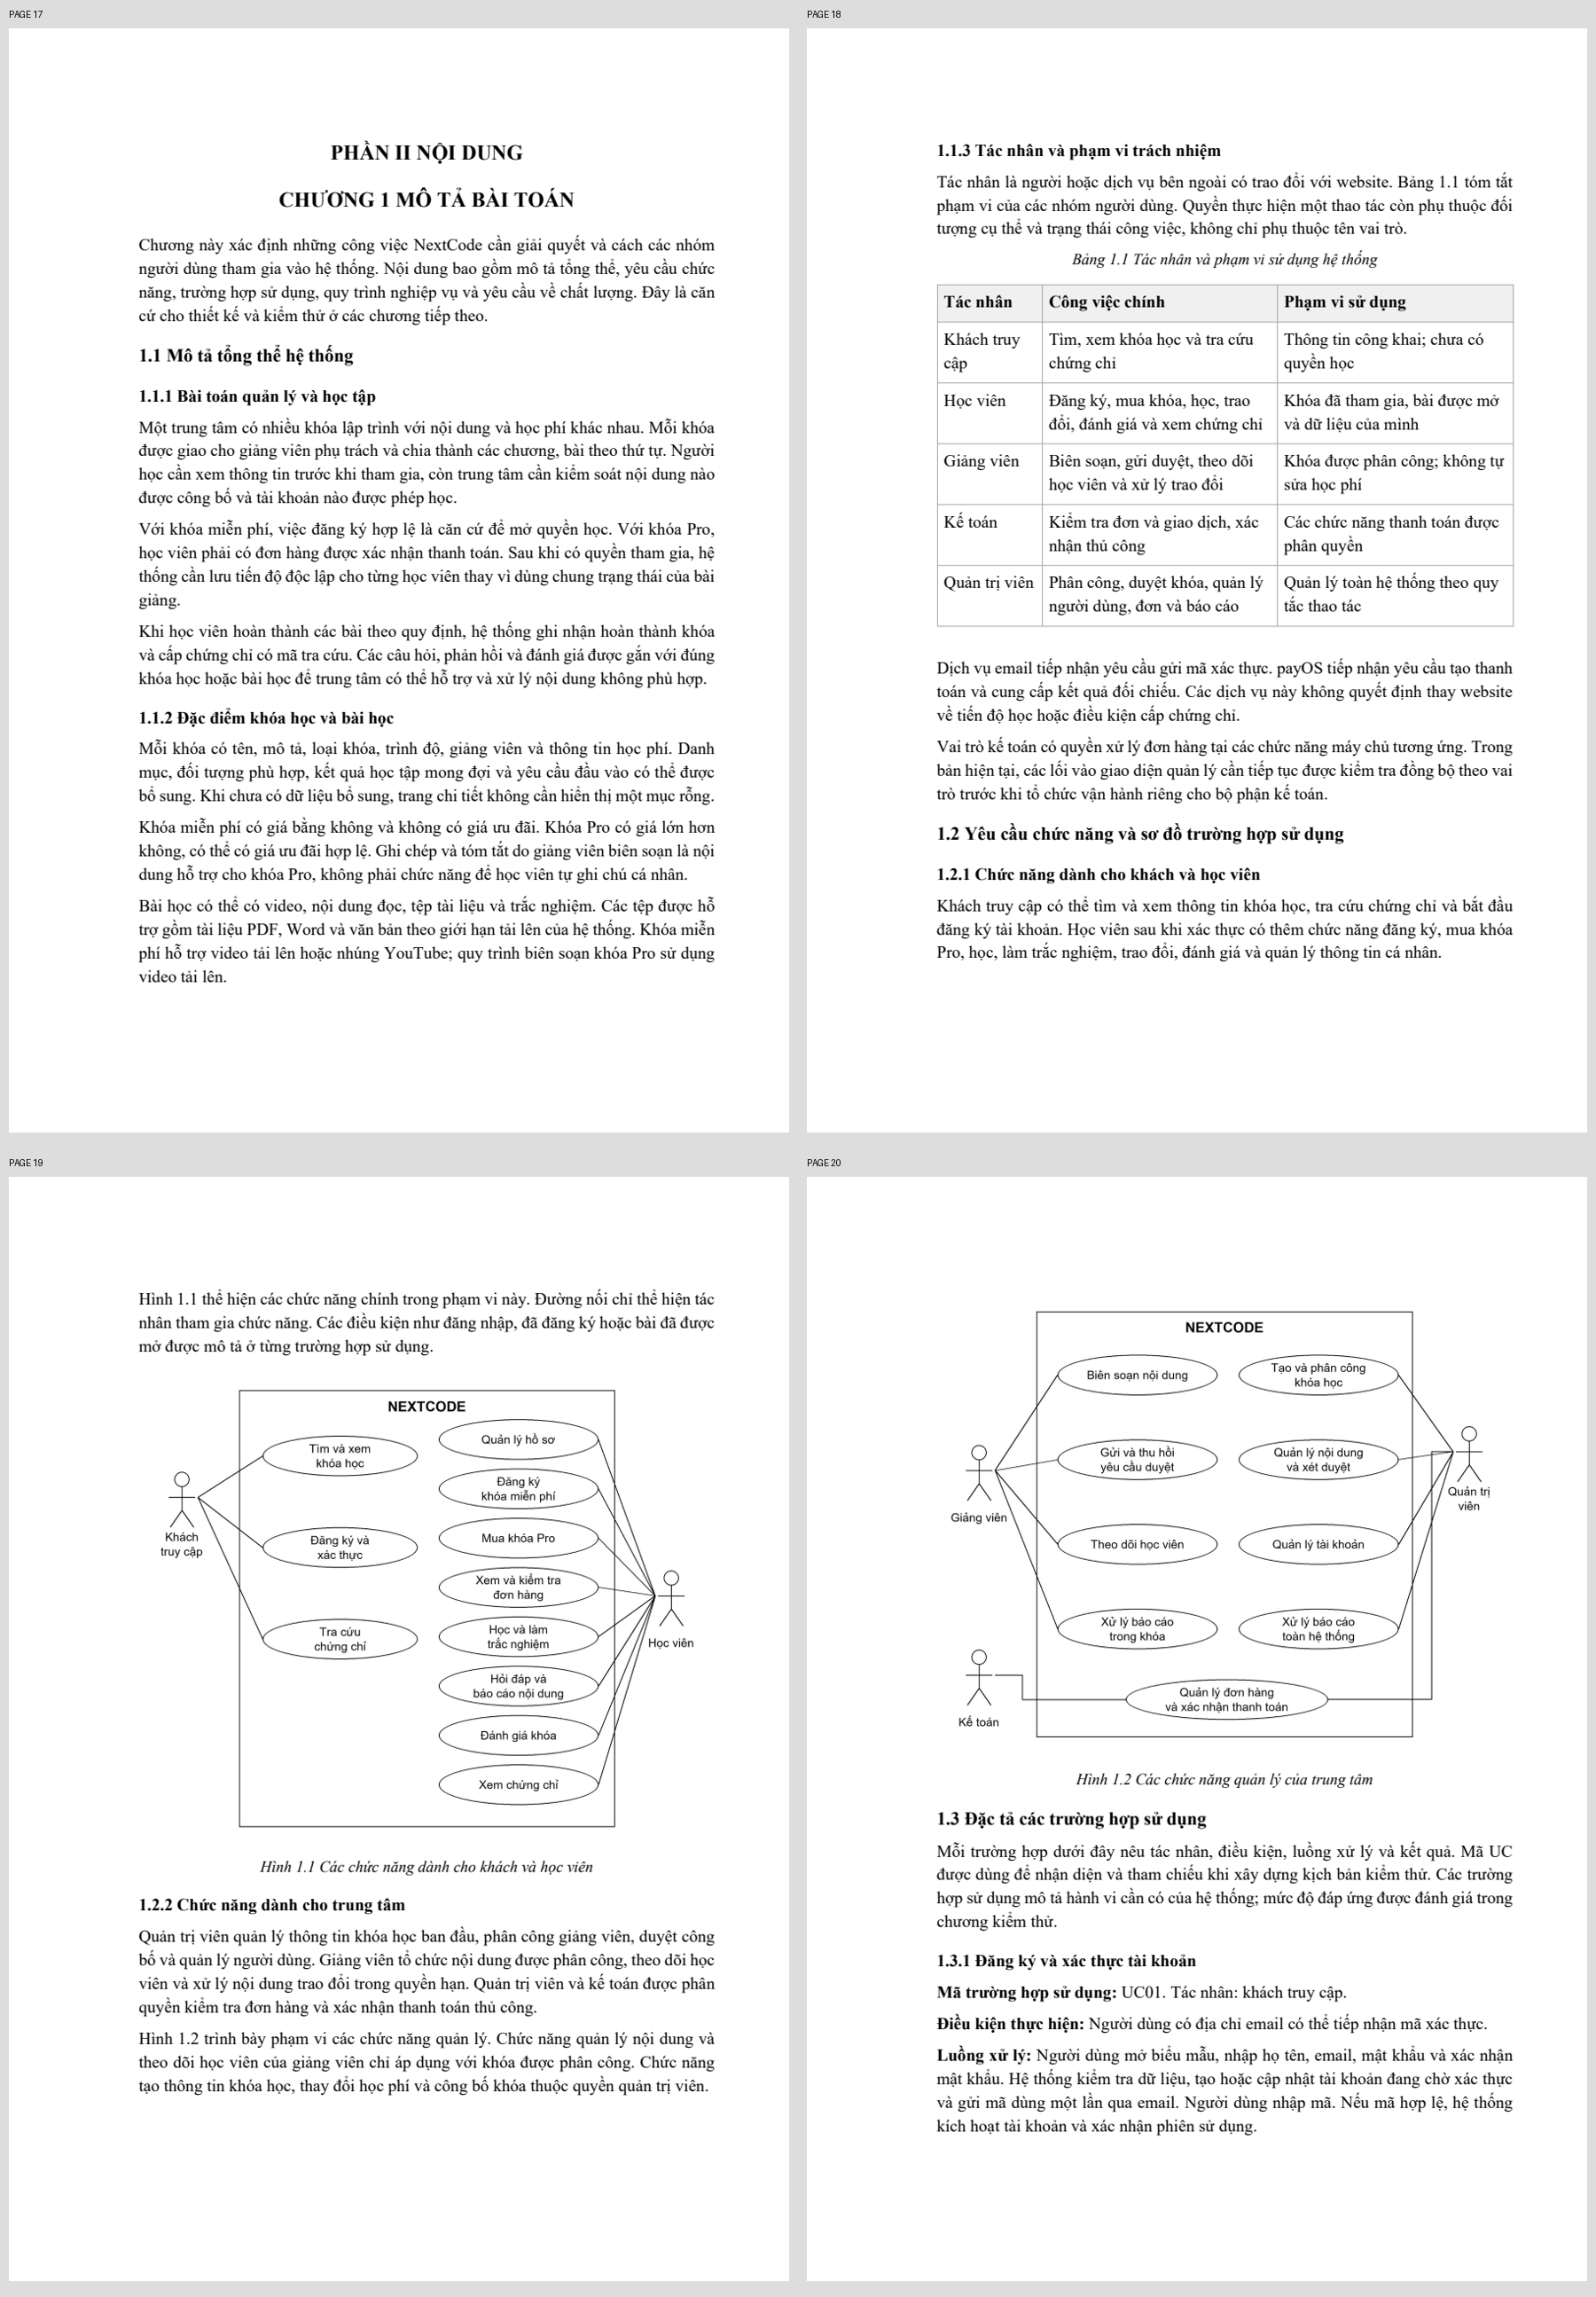 PAGE 17
PHẦN II NỘI DUNG
CHƯƠNG 1 MÔ TẢ BÀI TOÁN
Chương này xác định những công việc NextCode cần giải quyết và cách các nhóm
người dùng tham gia vào hệ thống. Nội dung bao gồm mô tả tổng thể, yêu cầu chức
năng, trường hợp sử dụng, quy trình nghiệp vụ và yêu cầu về chất lượng. Đây là căn
cứ cho thiết kế và kiểm thử ở các chương tiếp theo.
1.1 Mô tả tổng thể hệ thống
1.1.1 Bài toán quản lý và học tập
Một trung tâm có nhiều khóa lập trình với nội dung và học phí khác nhau. Mỗi khóa
được giao cho giảng viên phụ trách và chia thành các chương, bài theo thứ tự. Người
học cần xem thông tin trước khi tham gia, còn trung tâm cần kiểm soát nội dung nào
được công bố và tài khoản nào được phép học.
Với khóa miễn phí, việc đăng ký hợp lệ là căn cứ để mở quyền học. Với khóa Pro,
học viên phải có đơn hàng được xác nhận thanh toán. Sau khi có quyền tham gia, hệ
thống cần lưu tiến độ độc lập cho từng học viên thay vì dùng chung trạng thái của bài
giảng.
Khi học viên hoàn thành các bài theo quy định, hệ thống ghi nhận hoàn thành khóa
và cấp chứng chỉ có mã tra cứu. Các câu hỏi, phản hồi và đánh giá được gắn với đúng
khóa học hoặc bài học để trung tâm có thể hỗ trợ và xử lý nội dung không phù hợp.
1.1.2 Đặc điểm khóa học và bài học
Mỗi khóa có tên, mô tả, loại khóa, trình độ, giảng viên và thông tin học phí. Danh
mục, đối tượng phù hợp, kết quả học tập mong đợi và yêu cầu đầu vào có thể được
bổ sung. Khi chưa có dữ liệu bổ sung, trang chi tiết không cần hiển thị một mục rỗng.
Khóa miễn phí có giá bằng không và không có giá ưu đãi. Khóa Pro có giá lớn hơn
không, có thể có giá ưu đãi hợp lệ. Ghi chép và tóm tắt do giảng viên biên soạn là nội
dung hỗ trợ cho khóa Pro, không phải chức năng để học viên tự ghi chú cá nhân.
Bài học có thể có video, nội dung đọc, tệp tài liệu và trắc nghiệm. Các tệp được hỗ
trợ gồm tài liệu PDF, Word và văn bản theo giới hạn tải lên của hệ thống. Khóa miễn
phí hỗ trợ video tải lên hoặc nhúng YouTube; quy trình biên soạn khóa Pro sử dụng
video tải lên.
PAGE 18
1.1.3 Tác nhân và phạm vi trách nhiệm
Tác nhân là người hoặc dịch vụ bên ngoài có trao đổi với website. Bảng 1.1 tóm tắt
phạm vi của các nhóm người dùng. Quyền thực hiện một thao tác còn phụ thuộc đối
tượng cụ thể và trạng thái công việc, không chỉ phụ thuộc tên vai trò.
Bảng 1.1 Tác nhân và phạm vi sử dụng hệ thống
Tác nhân Công việc chính Phạm vi sử dụng
Khách truy Tìm, xem khóa học và tra cứu Thông tin công khai; chưa có
cập chứng chỉ quyền học
Học viên Đăng ký, mua khóa, học, trao Khóa đã tham gia, bài được mở
đổi, đánh giá và xem chứng chỉ và dữ liệu của mình
Giảng viên Biên soạn, gửi duyệt, theo dõi Khóa được phân công; không tự
học viên và xử lý trao đổi sửa học phí
Kế toán Kiểm tra đơn và giao dịch, xác Các chức năng thanh toán được
nhận thủ công phân quyền
Quản trị viên Phân công, duyệt khóa, quản lý Quản lý toàn hệ thống theo quy
người dùng, đơn và báo cáo tắc thao tác
Dịch vụ email tiếp nhận yêu cầu gửi mã xác thực. payOS tiếp nhận yêu cầu tạo thanh
toán và cung cấp kết quả đối chiếu. Các dịch vụ này không quyết định thay website
về tiến độ học hoặc điều kiện cấp chứng chỉ.
Vai trò kế toán có quyền xử lý đơn hàng tại các chức năng máy chủ tương ứng. Trong
bản hiện tại, các lối vào giao diện quản lý cần tiếp tục được kiểm tra đồng bộ theo vai
trò trước khi tổ chức vận hành riêng cho bộ phận kế toán.
1.2 Yêu cầu chức năng và sơ đồ trường hợp sử dụng
1.2.1 Chức năng dành cho khách và học viên
Khách truy cập có thể tìm và xem thông tin khóa học, tra cứu chứng chỉ và bắt đầu
đăng ký tài khoản. Học viên sau khi xác thực có thêm chức năng đăng ký, mua khóa
Pro, học, làm trắc nghiệm, trao đổi, đánh giá và quản lý thông tin cá nhân.
PAGE 19
Hình 1.1 thể hiện các chức năng chính trong phạm vi này. Đường nối chỉ thể hiện tác
nhân tham gia chức năng. Các điều kiện như đăng nhập, đã đăng ký hoặc bài đã được
mở được mô tả ở từng trường hợp sử dụng.
NEXTCODE
Tìm và xem
khóa học
Đăng ký và
xác thực
Tra cứu
chứng chỉ
Khách
truy cập
Quản lý hồ sơ
Đăng ký
khóa miễn phí
Mua khóa Pro
Xem và kiểm tra
đơn hàng
Học và làm
trắc nghiệm
Hỏi đáp và
báo cáo nội dung
Đánh giá khóa
Xem chứng chỉ
Học viên
Hình 1.1 Các chức năng dành cho khách và học viên
1.2.2 Chức năng dành cho trung tâm
Quản trị viên quản lý thông tin khóa học ban đầu, phân công giảng viên, duyệt công
bố và quản lý người dùng. Giảng viên tổ chức nội dung được phân công, theo dõi học
viên và xử lý nội dung trao đổi trong quyền hạn. Quản trị viên và kế toán được phân
quyền kiểm tra đơn hàng và xác nhận thanh toán thủ công.
Hình 1.2 trình bày phạm vi các chức năng quản lý. Chức năng quản lý nội dung và
theo dõi học viên của giảng viên chỉ áp dụng với khóa được phân công. Chức năng
tạo thông tin khóa học, thay đổi học phí và công bố khóa thuộc quyền quản trị viên.
PAGE 20
NEXTCODE
Biên soạn nội dung
Tạo và phân công
khóa học
Gửi và thu hồi
yêu cầu duyệt
Quản lý nội dung
và xét duyệt
Giảng viên
Quản trị
viên
Theo dõi học viên
Quản lý tài khoản
Xử lý báo cáo
trong khóa
Xử lý báo cáo
toàn hệ thống
Kế toán
Quản lý đơn hàng
và xác nhận thanh toán
Hình 1.2 Các chức năng quản lý của trung tâm
1.3 Đặc tả các trường hợp sử dụng
Mỗi trường hợp dưới đây nêu tác nhân, điều kiện, luồng xử lý và kết quả. Mã UC
được dùng để nhận diện và tham chiếu khi xây dựng kịch bản kiểm thử. Các trường
hợp sử dụng mô tả hành vi cần có của hệ thống; mức độ đáp ứng được đánh giá trong
chương kiểm thử.
1.3.1 Đăng ký và xác thực tài khoản
Mã trường hợp sử dụng: UC01. Tác nhân: khách truy cập.
Điều kiện thực hiện: Người dùng có địa chỉ email có thể tiếp nhận mã xác thực.
Luồng xử lý: Người dùng mở biểu mẫu, nhập họ tên, email, mật khẩu và xác nhận
mật khẩu. Hệ thống kiểm tra dữ liệu, tạo hoặc cập nhật tài khoản đang chờ xác thực
và gửi mã dùng một lần qua email. Người dùng nhập mã. Nếu mã hợp lệ, hệ thống
kích hoạt tài khoản và xác nhận phiên sử dụng.